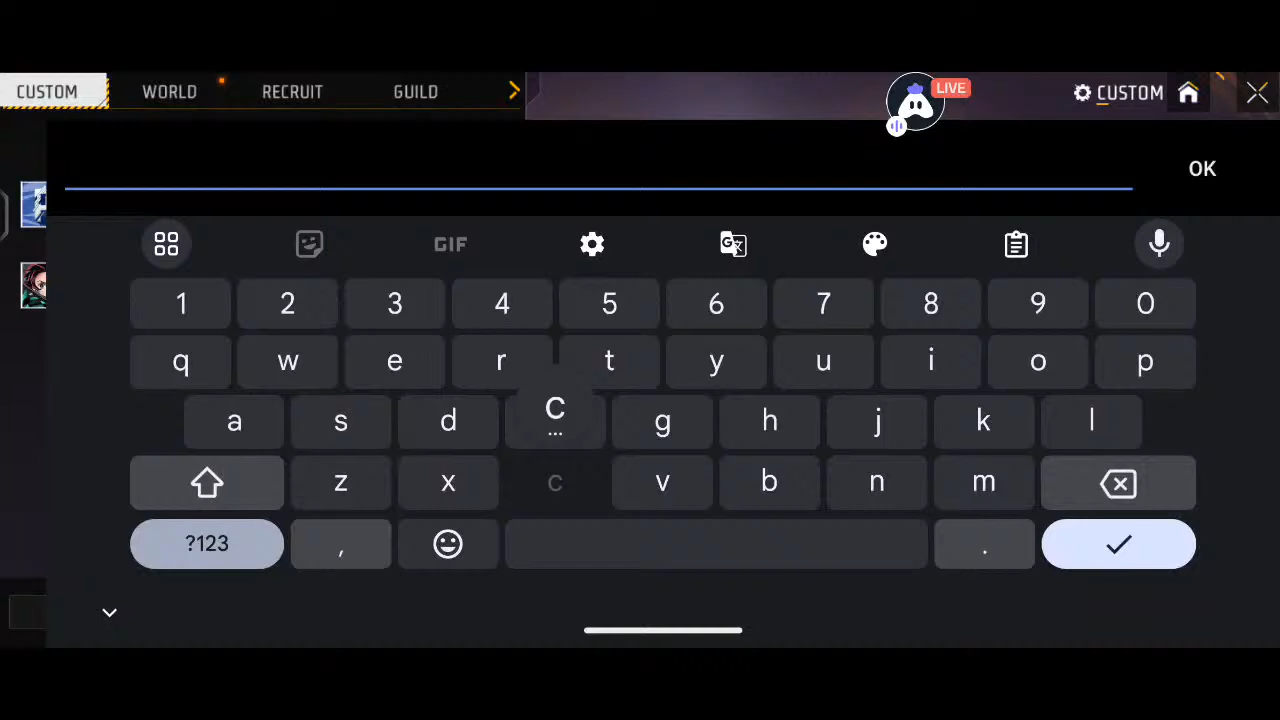 CUSTOM WORLD RECRUIT GUILD LIVE CUSTOM
OK
GIF
1 2 3 4 5 6 7 8 9 0
q w e r t y u i o p
a s d c g h j k l
z x c v b n m
?123 , .